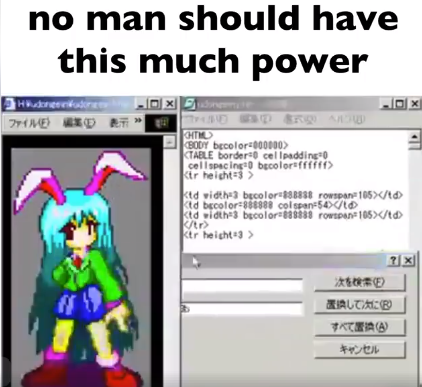 no man should have
this much power
ファイル(F) 編集(E) 表示 »
<HTML>
<BODY bgcolor=000000>
<TABLE border=0 cellpadding=0
cellspacing=0 bgcolor=ffffff>
<tr height=3 >
<td width=3 bgcolor=888888 rowspan=105></td>
<td bgcolor=888888 colspan=54></td>
<td width=3 bgcolor=888888 rowspan=105></td>
</tr>
<tr height=3 >
次を検索(F)
置換して次に(R)
すべて置換(A)
キャンセル